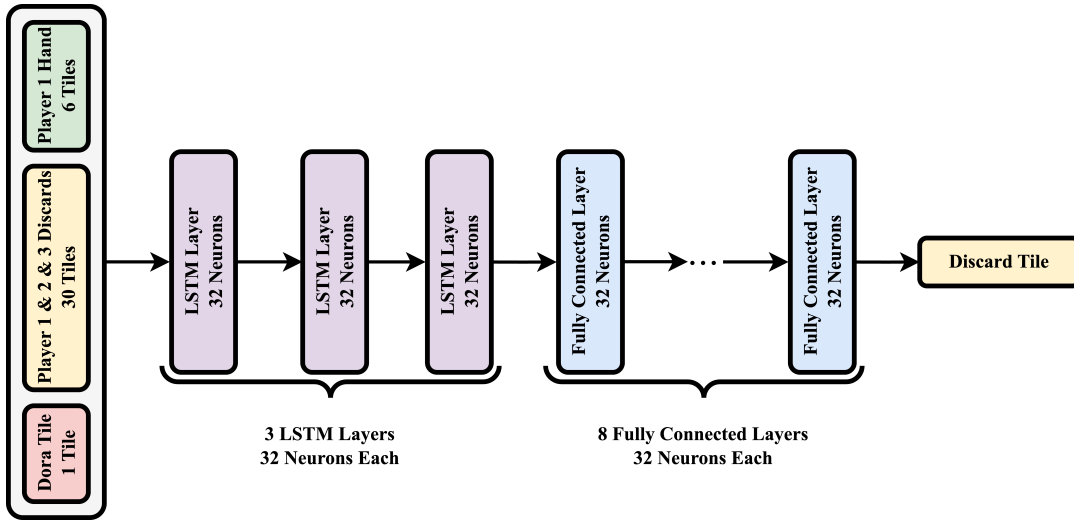 Player 1 Hand
6 Tiles
Player 1 & 2 & 3 Discards
30 Tiles
Dora Tile
1 Tile
LSTM Layer
32 Neurons
LSTM Layer
32 Neurons
LSTM Layer
32 Neurons
Fully Connected Layer
32 Neurons
...
Fully Connected Layer
32 Neurons
Discard Tile
3 LSTM Layers
32 Neurons Each
8 Fully Connected Layers
32 Neurons Each